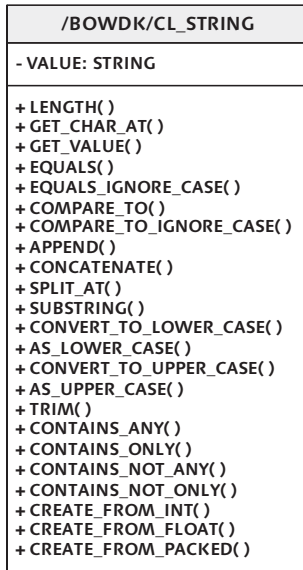 /BOWDK/CL_STRING
- VALUE: STRING
+ LENGTH( )
+ GET_CHAR_AT( )
+ GET_VALUE( )
+ EQUALS( )
+ EQUALS_IGNORE_CASE( )
+ COMPARE_TO( )
+ COMPARE_TO_IGNORE_CASE( )
+ APPEND( )
+ CONCATENATE( )
+ SPLIT_AT( )
+ SUBSTRING( )
+ CONVERT_TO_LOWER_CASE( )
+ AS_LOWER_CASE( )
+ CONVERT_TO_UPPER_CASE( )
+ AS_UPPER_CASE( )
+ TRIM( )
+ CONTAINS_ANY( )
+ CONTAINS_ONLY( )
+ CONTAINS_NOT_ANY( )
+ CONTAINS_NOT_ONLY( )
+ CREATE_FROM_INT( )
+ CREATE_FROM_FLOAT( )
+ CREATE_FROM_PACKED( )